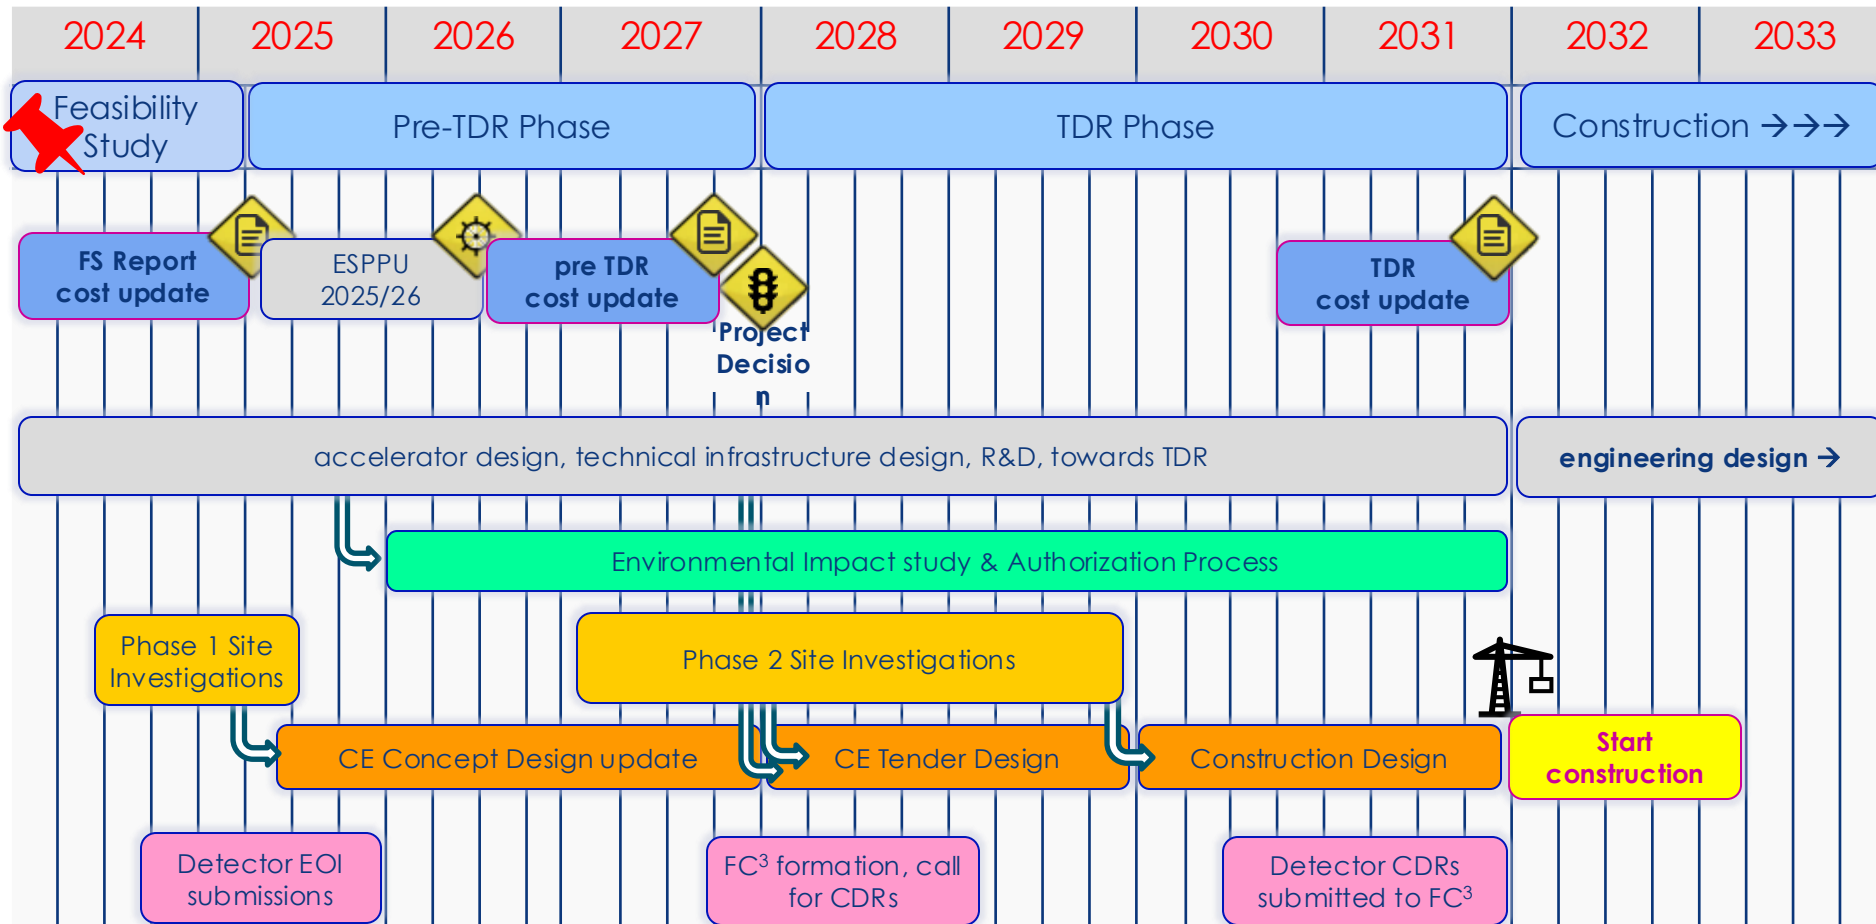 2024 2025 2026 2027 2028 2029 2030 2031 2032 2033
Feasibility
Study
Pre-TDR Phase
TDR Phase
Construction →→→
FS Report
cost update
ESPPU
2025/26
pre TDR
cost update
Project
Decisio
n
TDR
cost update
accelerator design, technical infrastructure design, R&D, towards TDR
engineering design →
Environmental Impact study & Authorization Process
Phase 1 Site
Investigations
Phase 2 Site Investigations
CE Concept Design update
CE Tender Design
Construction Design
Start
construction
Detector EOI
submissions
FC³ formation, call
for CDRs
Detector CDRs
submitted to FC³